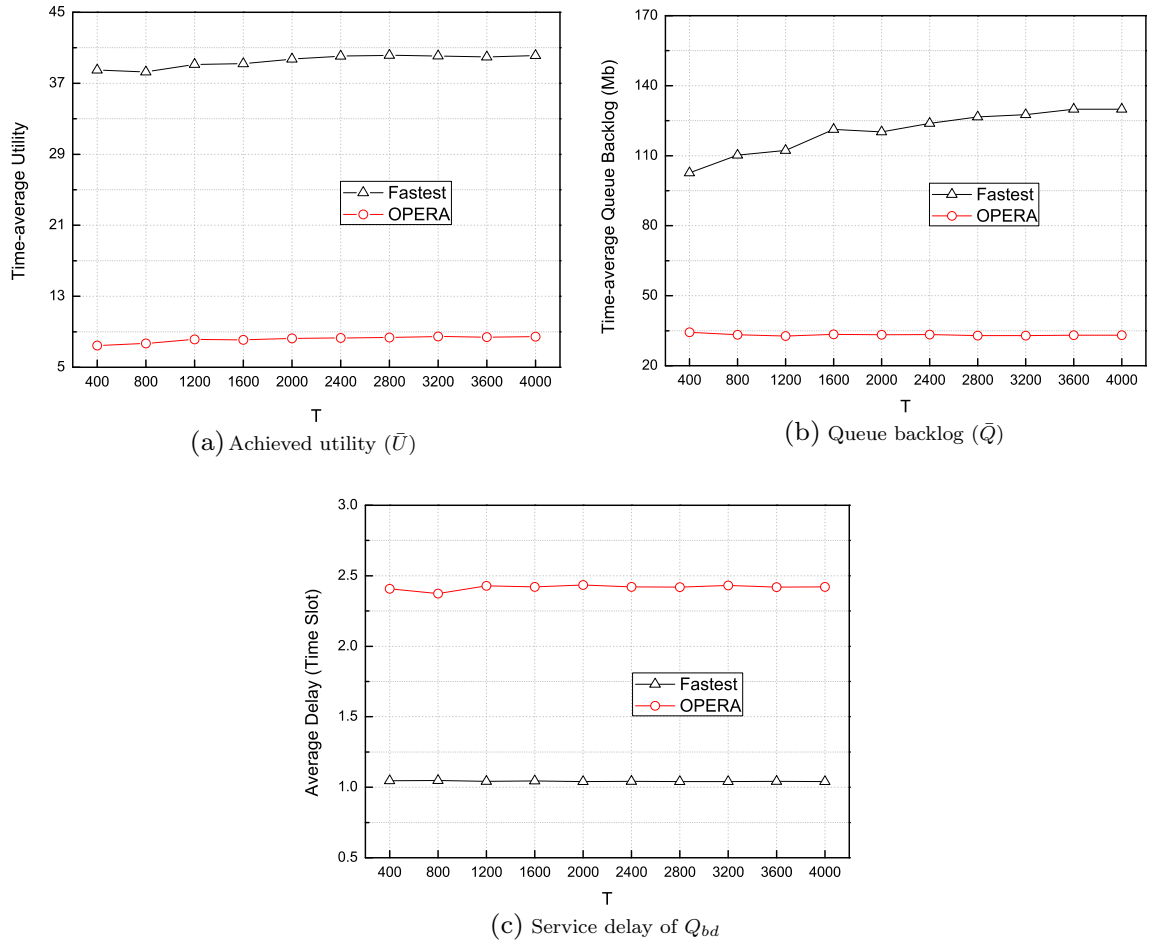 45
37
29
21
13
5
Time-average Utility
Fastest
OPERA
400 800 1200 1600 2000 2400 2800 3200 3600 4000
T
(a) Achieved utility (Ū)
170
140
110
80
50
20
Time-average Queue Backlog (Mb)
Fastest
OPERA
400 800 1200 1600 2000 2400 2800 3200 3600 4000
T
(b) Queue backlog (Q̄)
3.0
2.5
2.0
1.5
1.0
0.5
Average Delay (Time Slot)
Fastest
OPERA
400 800 1200 1600 2000 2400 2800 3200 3600 4000
T
(c) Service delay of Q_{bd}